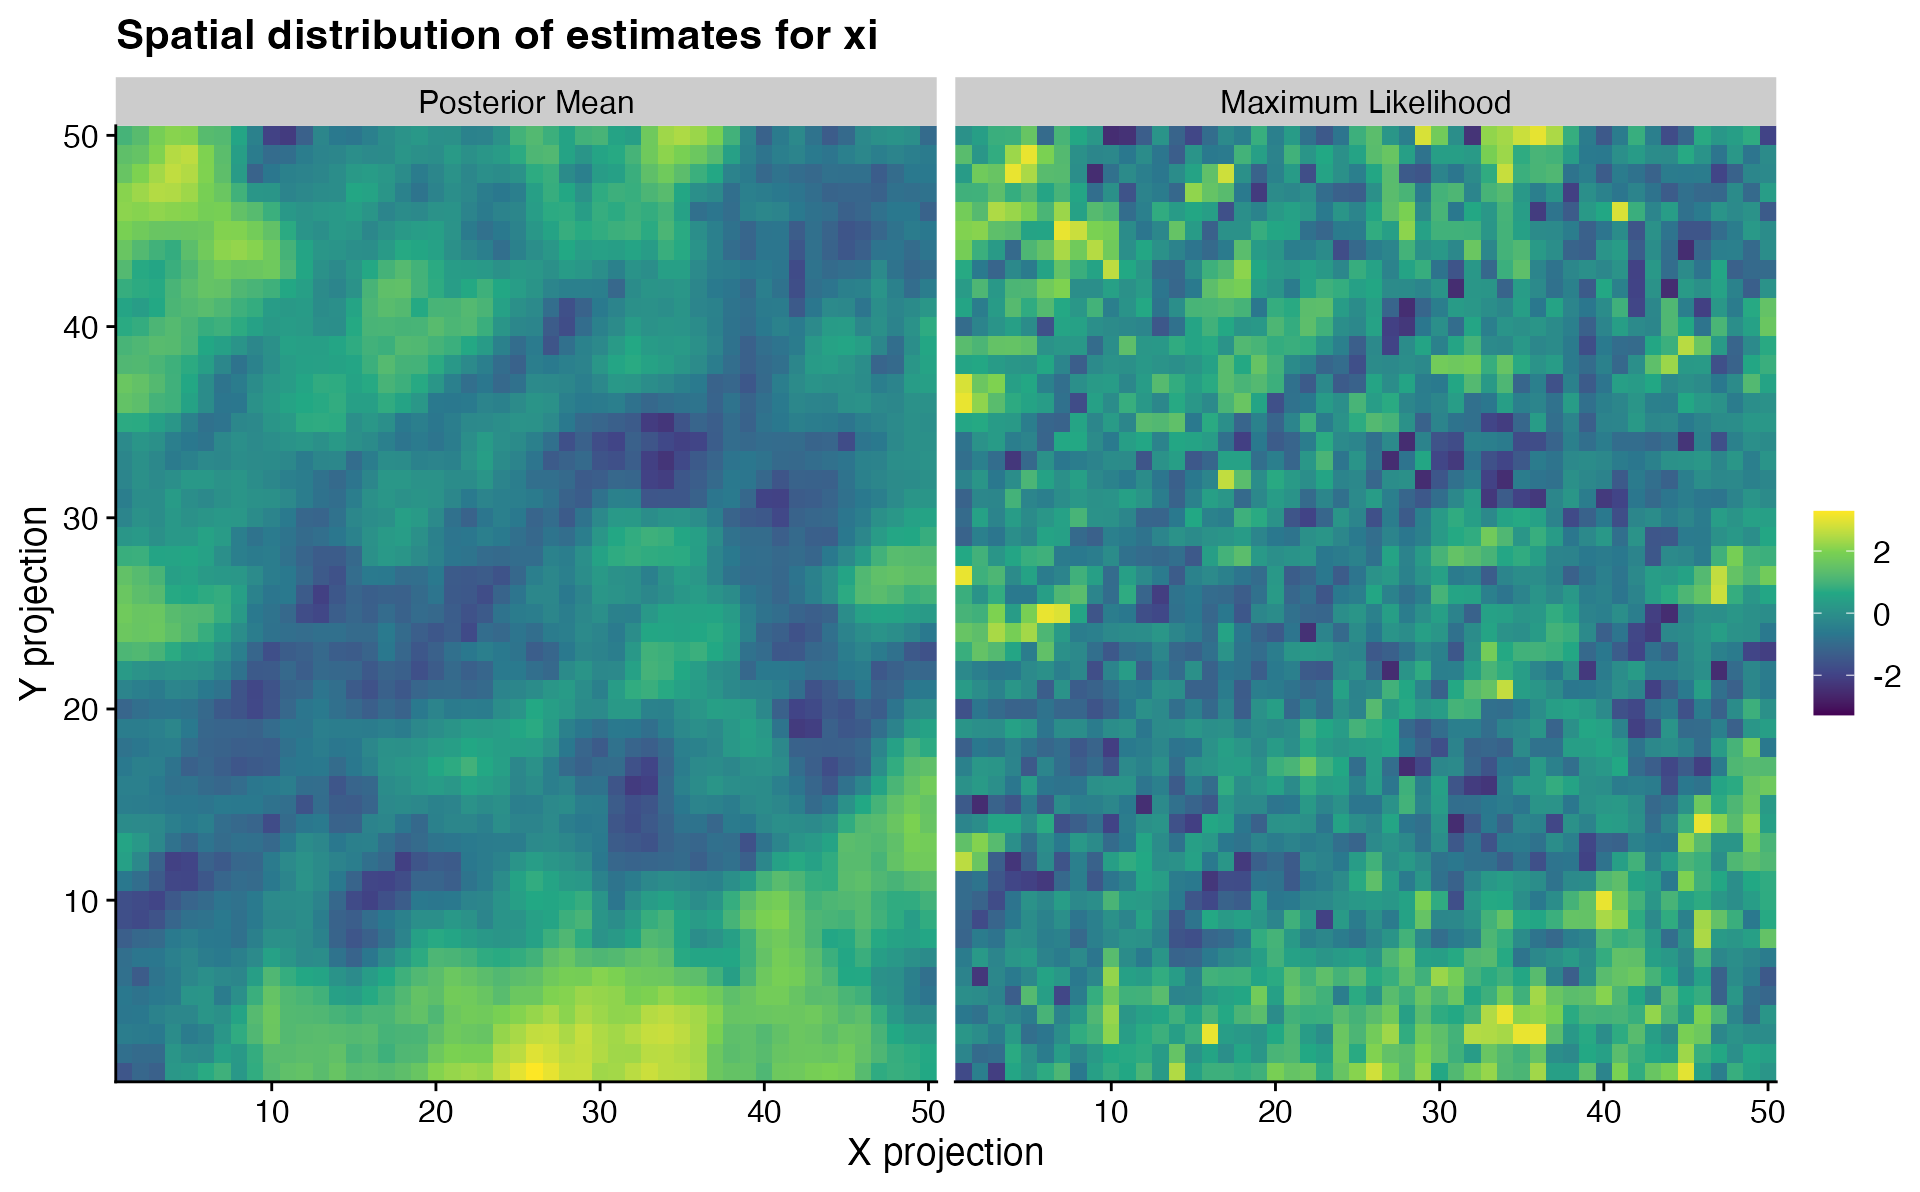 Spatial distribution of estimates for xi
Posterior Mean
Maximum Likelihood
50
40
30
20
10
Y projection
10 20 30 40 50
10 20 30 40 50
X projection
2
0
-2